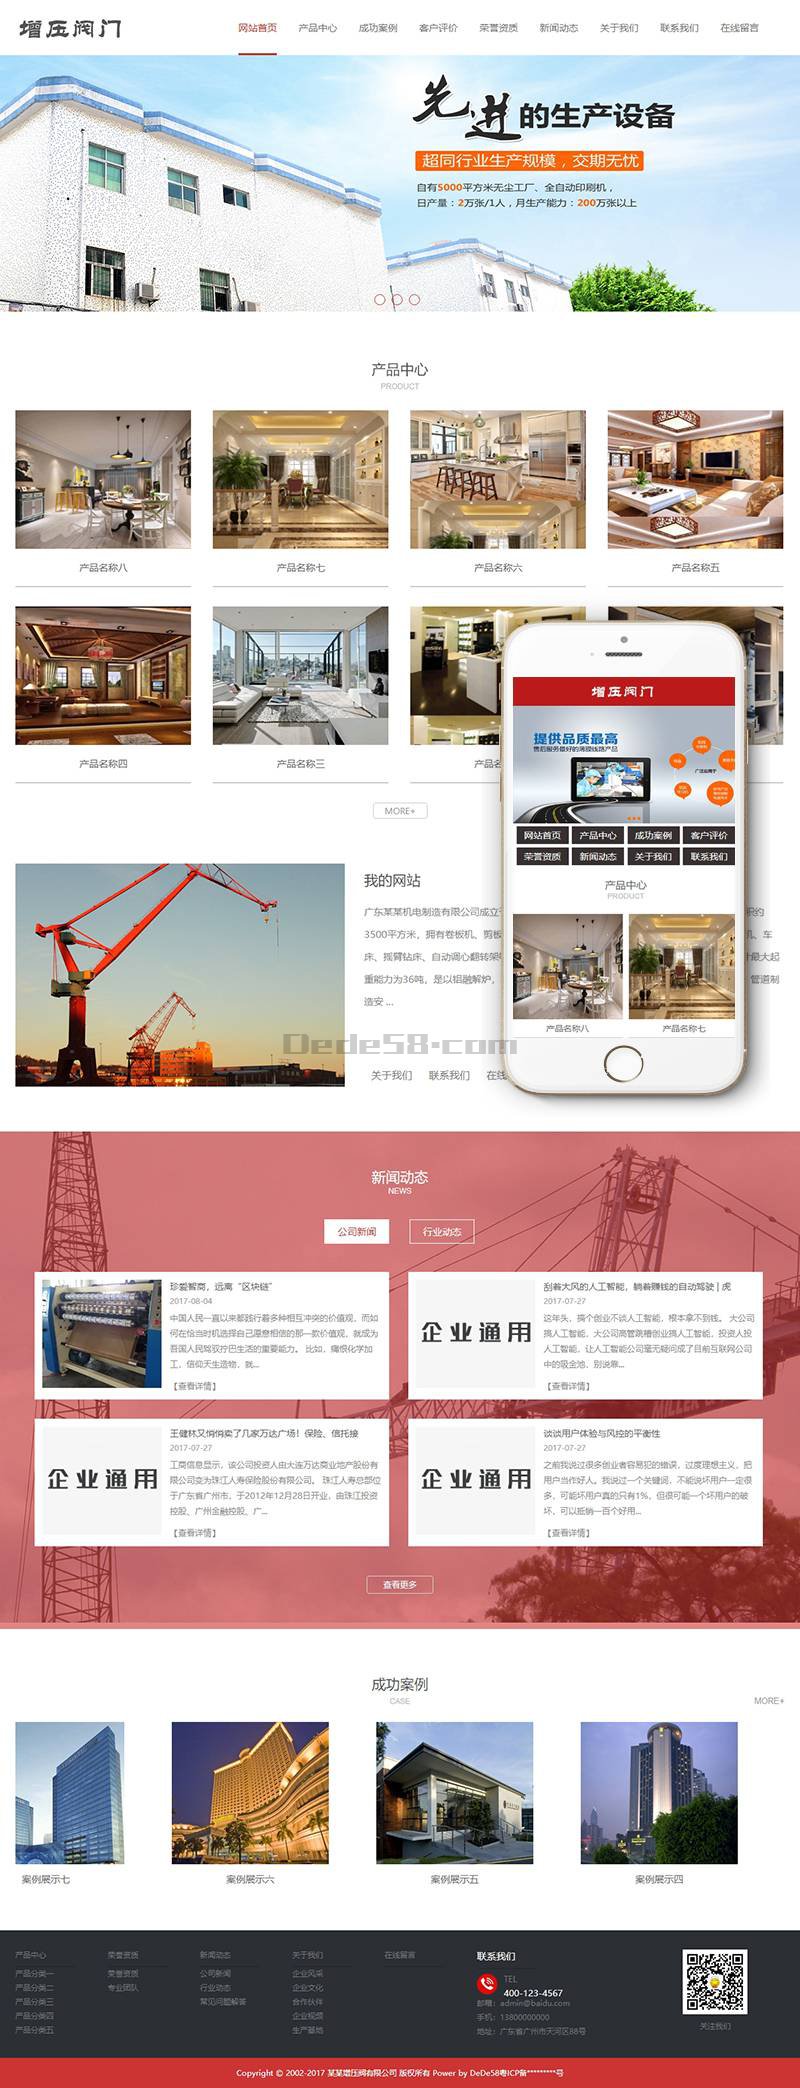 增压阀门
网站首页 产品中心 成功案例 客户评价 荣誉资质 新闻动态 关于我们 联系我们 在线留言
先进的生产设备
超同行业生产规模，交期无忧
自有5000平方米无尘工厂、全自动印刷机，
日产量：2万张/1人，月生产能力：200万张以上
产品中心
PRODUCT
产品名称八 产品名称七 产品名称六 产品名称五
产品名称四 产品名称三 产品名
MORE+
增压阀门
提供品质最高
售后服务最好的薄膜线路产品
广泛应用于
网站首页 产品中心 成功案例 客户评价
荣誉资质 新闻动态 关于我们 联系我们
产品中心
PRODUCT
产品名称八 产品名称七
我的网站
广东某某机电制造有限公司成立于
积约
3500平方米，拥有卷板机、剪板
机、车
床、摇臂钻床、自动调心翻转架
最大起
重能力为36吨，是以铝融解炉，
管道制
造安 ...
Dede58.com
关于我们 联系我们 在线
新闻动态
NEWS
公司新闻 行业动态
珍爱智商，远离“区块链”
2017-08-04
中国人民一直以来都践行着多种相互冲突的价值观，而如
何在恰当时机选择自己愿意相信的那一款价值观，就成为
吾国人民驾驭拧巴生活的重要能力。 比如，痛恨化学加
工，信仰天生造物，就...
【查看详情】
企业通用
刮着大风的人工智能，躺着赚钱的自动驾驶 | 虎
2017-07-27
这年头，搞个创业不谈人工智能，根本拿不到钱。 大公司
搞人工智能，大公司高管跳槽创业搞人工智能，投资人投
人工智能，让人工智能公司毫无疑问成了目前互联网公司
中的吸金池，别说靠...
【查看详情】
企业通用
王健林又悄悄卖了几家万达广场！保险、信托接
2017-07-27
工商信息显示，该公司投资人由大连万达商业地产股份有
限公司变为珠江人寿保险股份有限公司。 珠江人寿总部位
于广东省广州市，于2012年12月28日开业，由珠江投资
控股、广州金融控股、广...
【查看详情】
企业通用
谈谈用户体验与风控的平衡性
2017-07-27
之前我说过很多创业者容易犯的错误，过度理想主义，把
用户当作好人。我说过一个关键词，不能说坏用户一定很
多，可能坏用户真的只有1%，但很可能一个坏用户的破
坏，可以抵销一百个好用...
【查看详情】
查看更多
成功案例
CASE
MORE+
案例展示七 案例展示六 案例展示五 案例展示四
产品中心 荣誉资质 新闻动态 关于我们 在线留言 联系我们
产品分类一 荣誉资质 公司新闻 企业风采
产品分类二 专业团队 行业动态 企业文化
产品分类三 常见问题解答 合作伙伴
产品分类四 企业视频
产品分类五 生产基地
TEL
400-123-4567
邮箱：admin@baidu.com
手机：13800000000
地址：广东省广州市天河区88号
关注我们
Copyright © 2002-2017 某某增压阀有限公司 版权所有 Power by DeDe58粤ICP备*********号